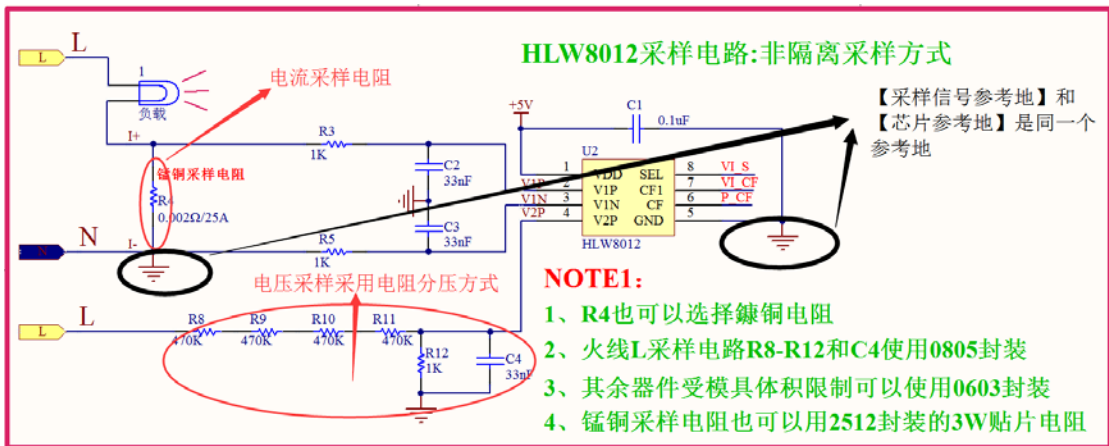 HLW8012采样电路:非隔离采样方式
L
L
1
负载
电流采样电阻
I+
锰铜采样电阻
R4
0.002Ω/25A
N
N
I-
R3
1K
C2
33nF
C3
33nF
R5
1K
+5V
C1
0.1uF
U2
1
VDD
SEL
8
VI_S
V1P
2
V1P
CF1
7
VI_CF
V1N
3
V1N
CF
6
P_CF
V2P
4
V2P
GND
5
HLW8012
【采样信号参考地】和
【芯片参考地】是同一个
参考地
电压采样采用电阻分压方式
L
L
R8
470K
R9
470K
R10
470K
R11
470K
R12
1K
C4
33nF
NOTE1:
1、R4也可以选择鏮铜电阻
2、火线L采样电路R8-R12和C4使用0805封装
3、其余器件受模具体积限制可以使用0603封装
4、锰铜采样电阻也可以用2512封装的3W贴片电阻